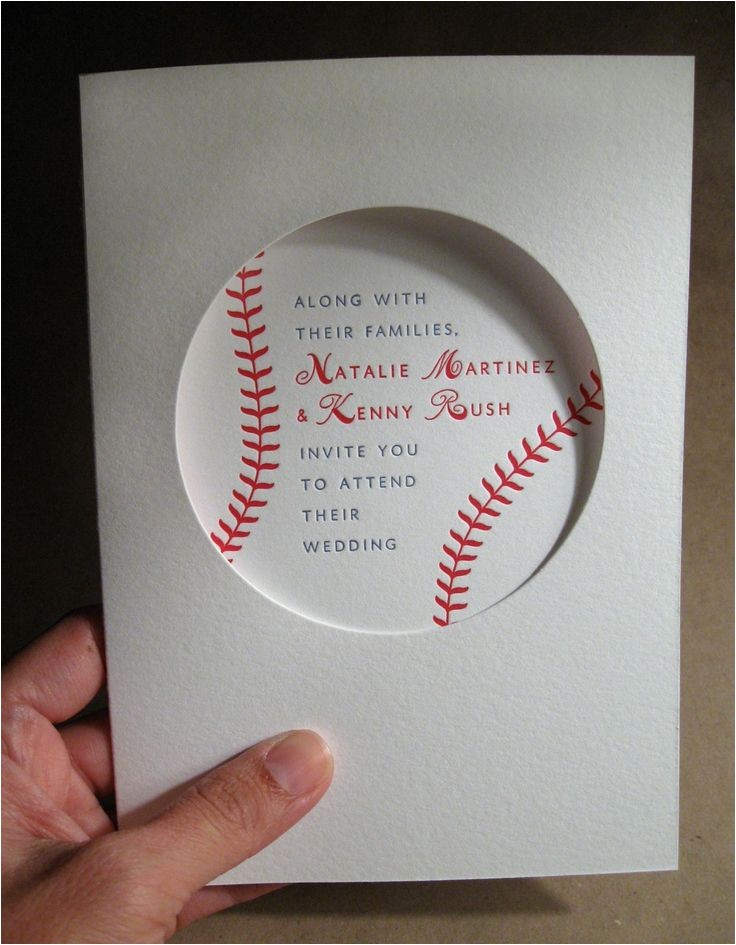 ALONG WITH
THEIR FAMILIES,
NATALIE MARTINEZ
& KENNY RUSH
INVITE YOU
TO ATTEND
THEIR
WEDDING